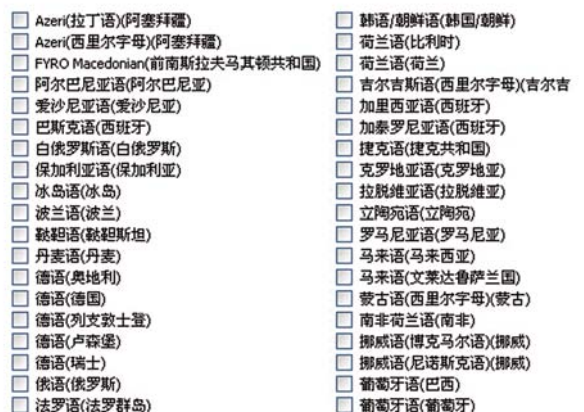 Azeri(拉丁语)(阿塞拜疆)
Azeri(西里尔字母)(阿塞拜疆)
FYRO Macedonian(前南斯拉夫马其顿共和国)
阿尔巴尼亚语(阿尔巴尼亚)
爱沙尼亚语(爱沙尼亚)
巴斯克语(西班牙)
白俄罗斯语(白俄罗斯)
保加利亚语(保加利亚)
冰岛语(冰岛)
波兰语(波兰)
鞑靼语(鞑靼斯坦)
丹麦语(丹麦)
德语(奥地利)
德语(德国)
德语(列支敦士登)
德语(卢森堡)
德语(瑞士)
俄语(俄罗斯)
法罗语(法罗群岛)
韩语/朝鲜语(韩国/朝鲜)
荷兰语(比利时)
荷兰语(荷兰)
吉尔吉斯语(西里尔字母)(吉尔吉
加里西亚语(西班牙)
加泰罗尼亚语(西班牙)
捷克语(捷克共和国)
克罗地亚语(克罗地亚)
拉脱维亚语(拉脱维亚)
立陶宛语(立陶宛)
罗马尼亚语(罗马尼亚)
马来语(马来西亚)
马来语(文莱达鲁萨兰国)
蒙古语(西里尔字母)(蒙古)
南非荷兰语(南非)
挪威语(博克马尔语)(挪威)
挪威语(尼诺斯克语)(挪威)
葡萄牙语(巴西)
葡萄牙语(葡萄牙)